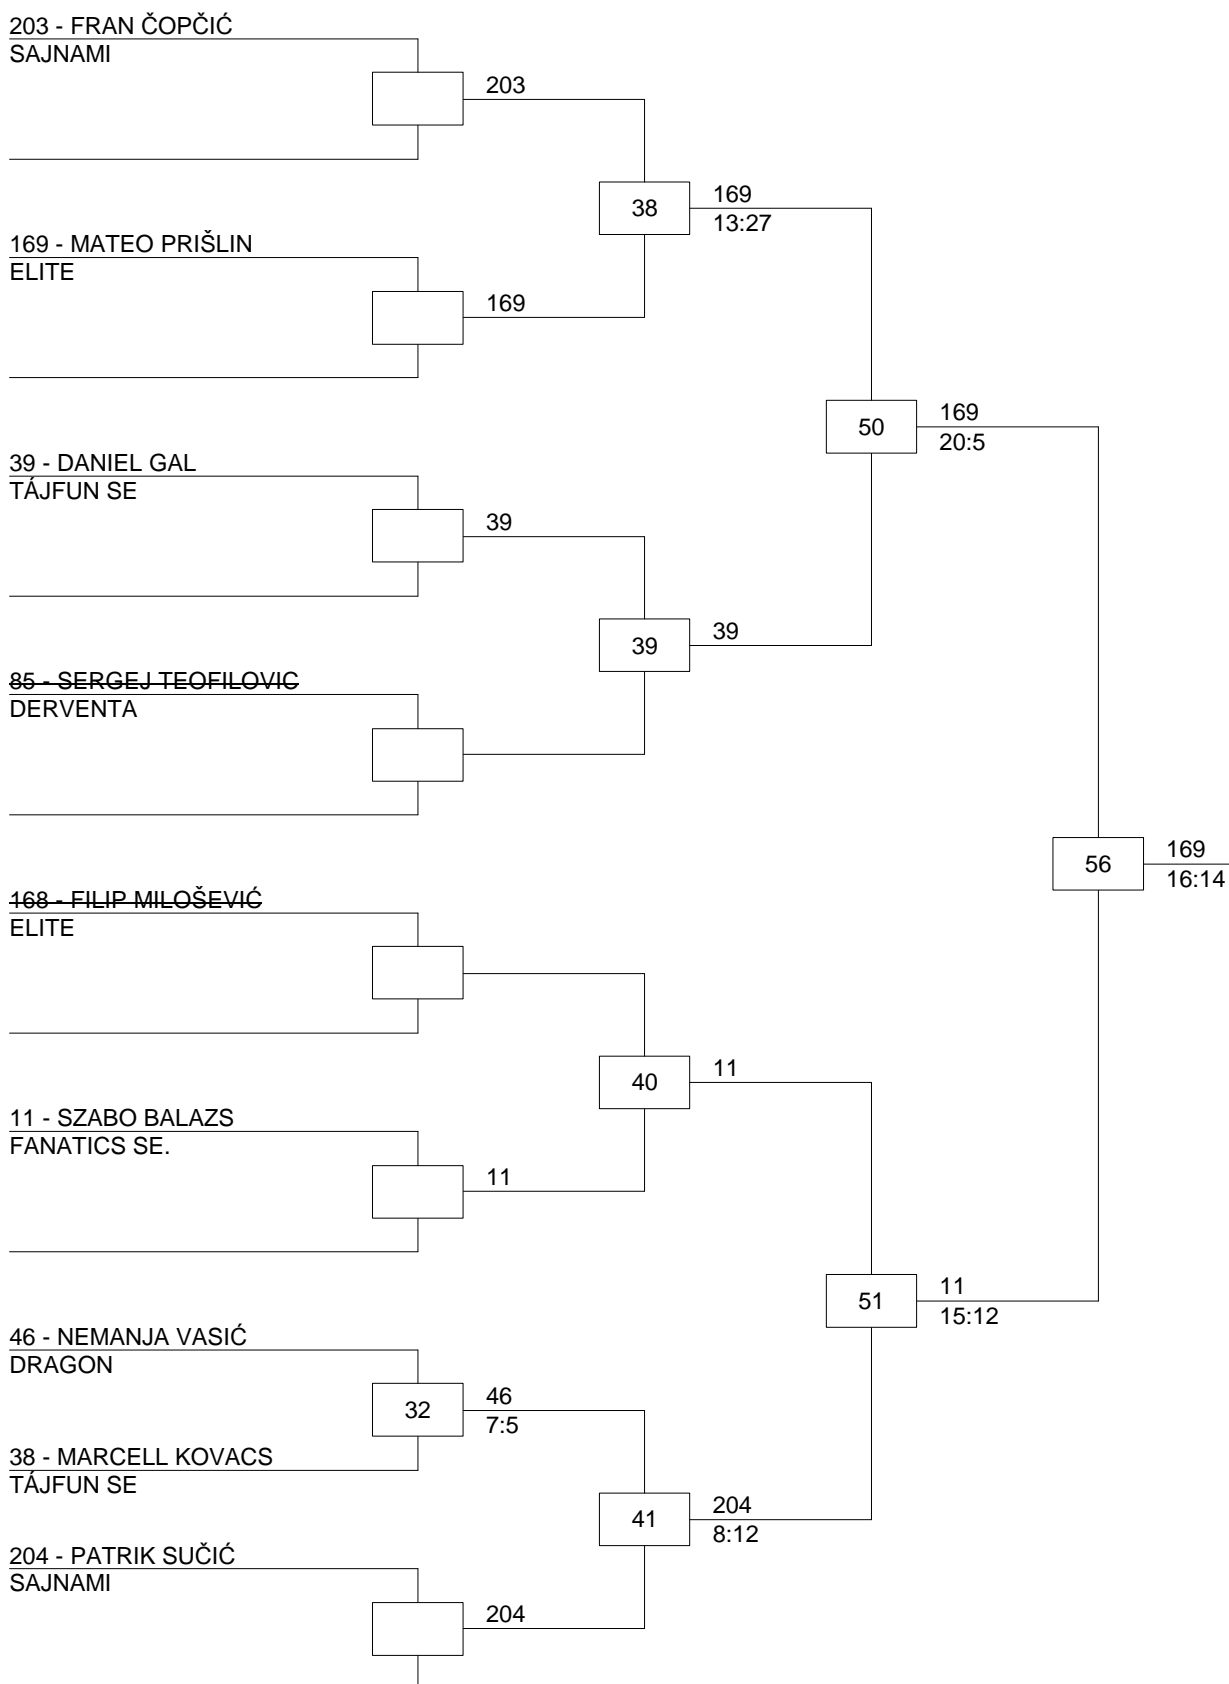 203 - FRAN ČOPČIĆ
SAJNAMI
203
38
169
13:27
169 - MATEO PRIŠLIN
ELITE
169
50
169
20:5
39 - DANIEL GAL
TÁJFUN SE
39
39
39
85 - SERGEJ TEOFILOVIC
DERVENTA
56
169
16:14
168 - FILIP MILOŠEVIĆ
ELITE
40
11
11 - SZABO BALAZS
FANATICS SE.
11
51
11
15:12
46 - NEMANJA VASIĆ
DRAGON
32
46
7:5
38 - MARCELL KOVACS
TÁJFUN SE
41
204
8:12
204 - PATRIK SUČIĆ
SAJNAMI
204